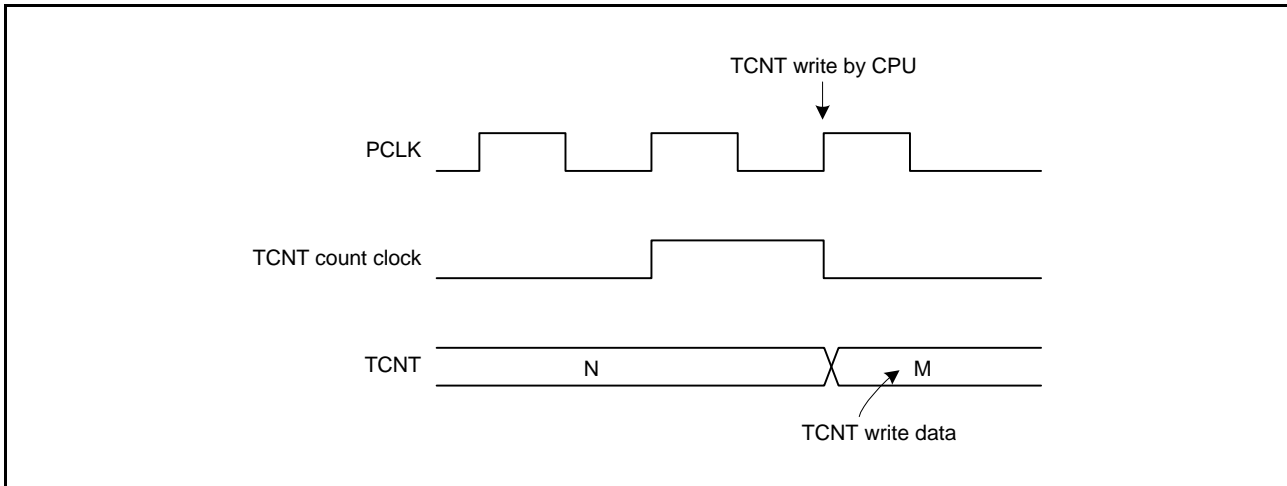 TCNT write by CPU
PCLK
TCNT count clock
TCNT
N
M
TCNT write data